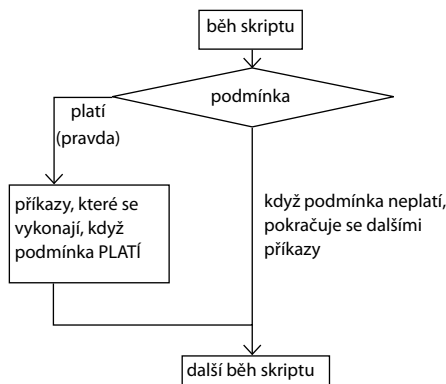 běh skriptu
podmínka
platí
(pravda)
příkazy, které se
vykonají, když
podmínka PLATÍ
když podmínka neplatí,
pokračuje se dalšími
příkazy
další běh skriptu